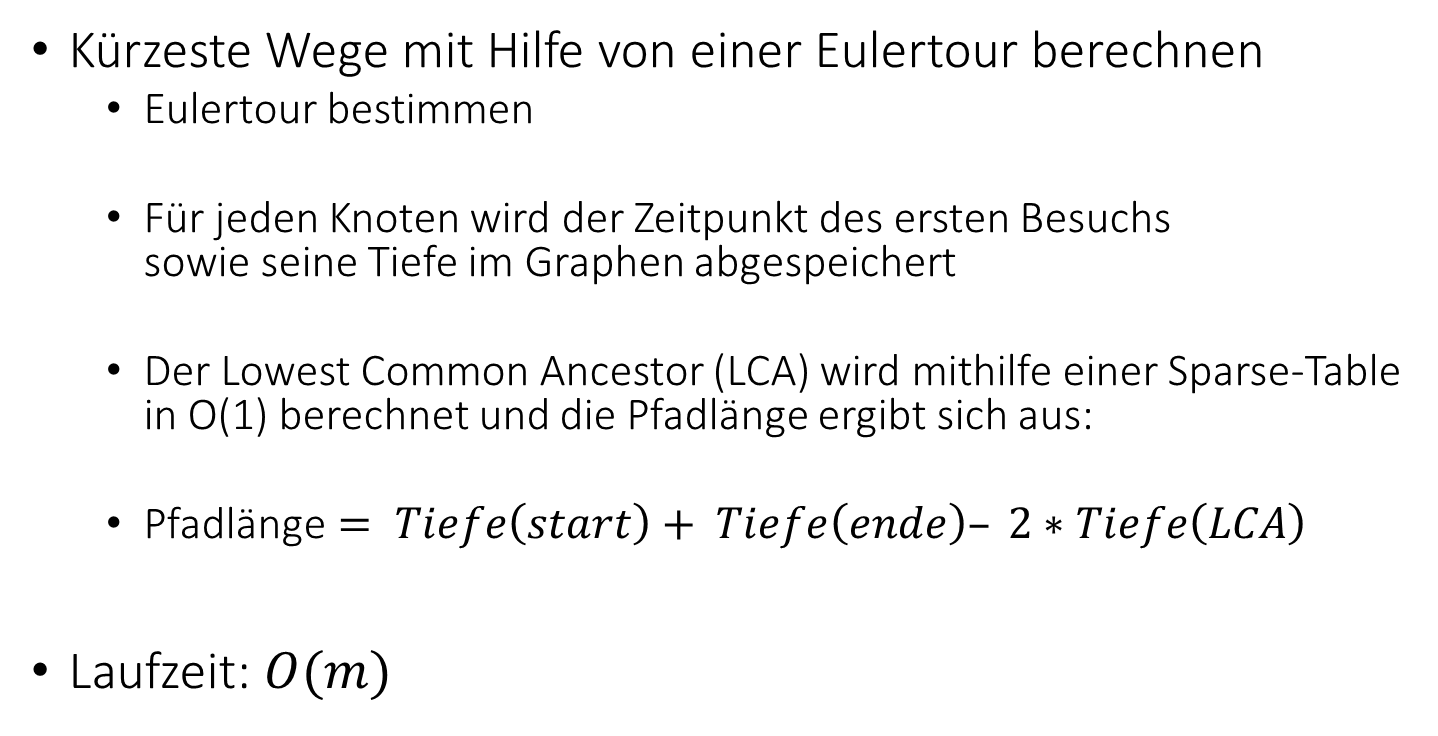 • Kürzeste Wege mit Hilfe von einer Eulertour berechnen
• Eulertour bestimmen
• Für jeden Knoten wird der Zeitpunkt des ersten Besuchs
sowie seine Tiefe im Graphen abgespeichert
• Der Lowest Common Ancestor (LCA) wird mithilfe einer Sparse-Table
in O(1) berechnet und die Pfadlänge ergibt sich aus:
• Pfadlänge = Tiefe(start) + Tiefe(ende)– 2 ∗ Tiefe(LCA)
• Laufzeit: O(m)